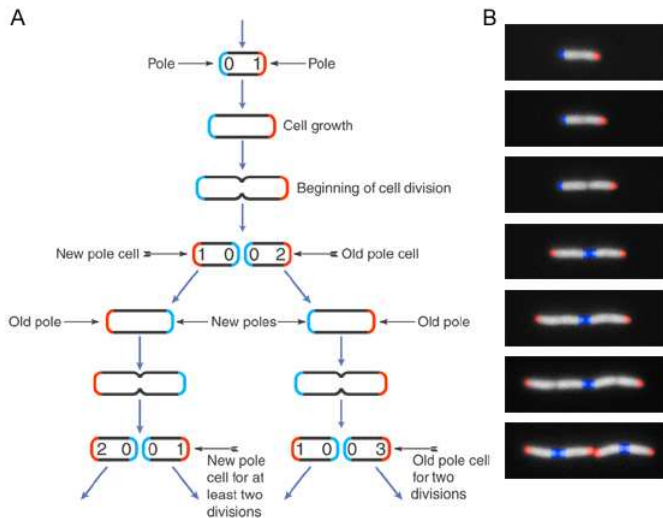 A
B
0 1
Pole
Pole
Cell growth
Beginning of cell division
New pole cell
1 0 0 2
Old pole cell
Old pole
New poles
Old pole
2 0 0 1
1 0 0 3
New pole
cell for at
least two
divisions
Old pole cell
for two
divisions